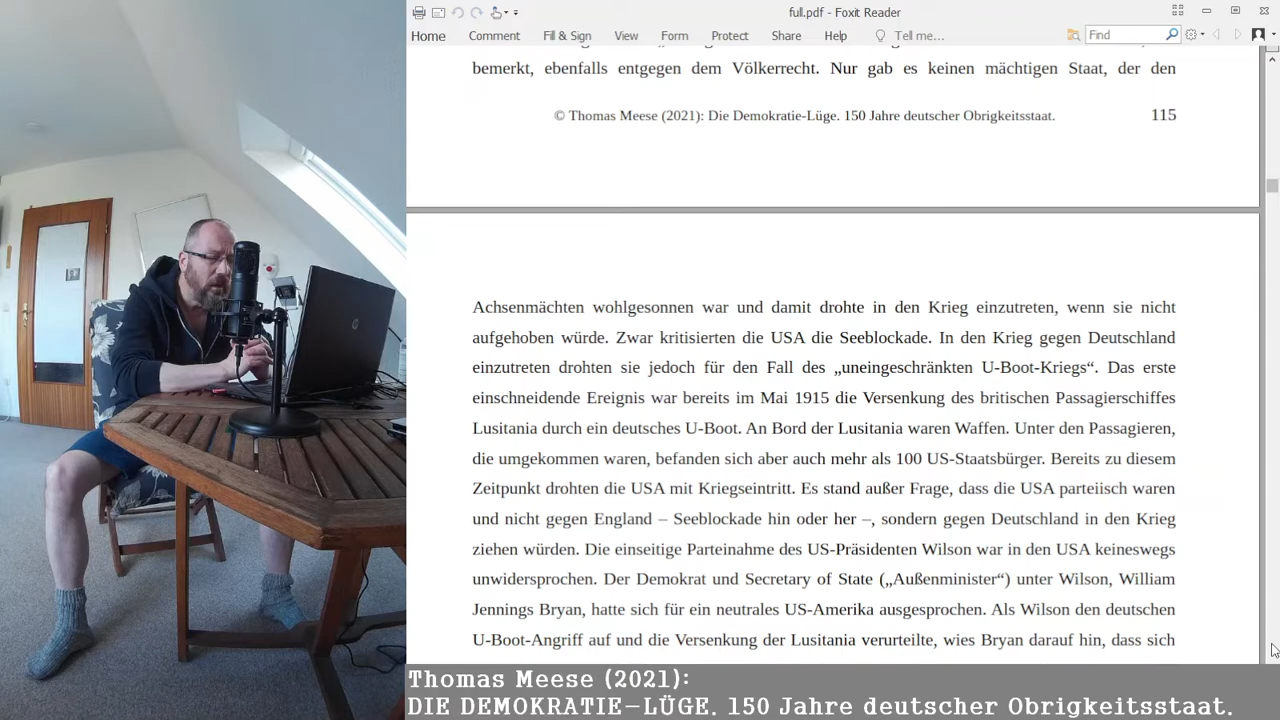 full.pdf - Foxit Reader
Home Comment Fill & Sign View Form Protect Share Help Tell me... Find
bemerkt, ebenfalls entgegen dem Völkerrecht. Nur gab es keinen mächtigen Staat, der den
© Thomas Meese (2021): Die Demokratie-Lüge. 150 Jahre deutscher Obrigkeitsstaat. 115
Achsenmächten wohlgesonnen war und damit drohte in den Krieg einzutreten, wenn sie nicht
aufgehoben würde. Zwar kritisierten die USA die Seeblockade. In den Krieg gegen Deutschland
einzutreten drohten sie jedoch für den Fall des „uneingeschränkten U-Boot-Kriegs“. Das erste
einschneidende Ereignis war bereits im Mai 1915 die Versenkung des britischen Passagierschiffes
Lusitania durch ein deutsches U-Boot. An Bord der Lusitania waren Waffen. Unter den Passagieren,
die umgekommen waren, befanden sich aber auch mehr als 100 US-Staatsbürger. Bereits zu diesem
Zeitpunkt drohten die USA mit Kriegseintritt. Es stand außer Frage, dass die USA parteiisch waren
und nicht gegen England – Seeblockade hin oder her –, sondern gegen Deutschland in den Krieg
ziehen würden. Die einseitige Parteinahme des US-Präsidenten Wilson war in den USA keineswegs
unwidersprochen. Der Demokrat und Secretary of State („Außenminister“) unter Wilson, William
Jennings Bryan, hatte sich für ein neutrales US-Amerika ausgesprochen. Als Wilson den deutschen
U-Boot-Angriff auf und die Versenkung der Lusitania verurteilte, wies Bryan darauf hin, dass sich
Thomas Meese (2021):
DIE DEMOKRATIE-LÜGE. 150 Jahre deutscher Obrigkeitsstaat.